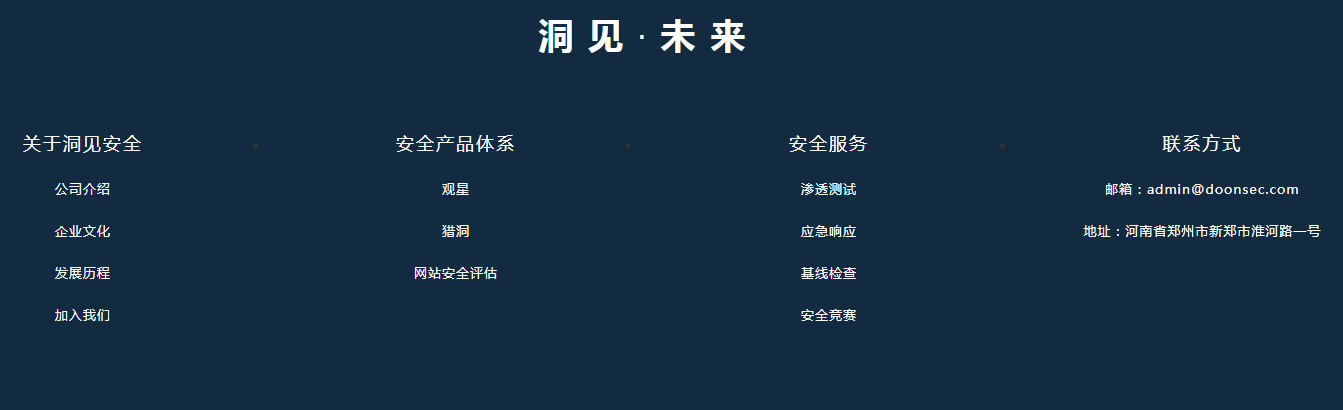 洞见·未来
关于洞见安全
公司介绍
企业文化
发展历程
加入我们
安全产品体系
观星
猎洞
网站安全评估
安全服务
渗透测试
应急响应
基线检查
安全竞赛
联系方式
邮箱：admin@doonsec.com
地址：河南省郑州市新郑市淮河路一号